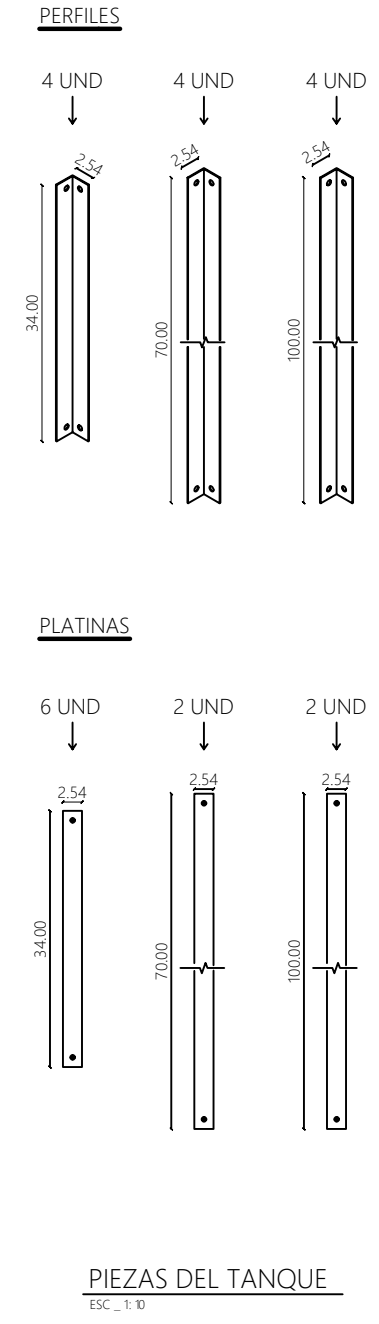 PERFILES
4 UND 4 UND 4 UND
2.54 2.54 2.54
34.00 70.00 100.00
PLATINAS
6 UND 2 UND 2 UND
2.54 2.54 2.54
34.00 70.00 100.00
PIEZAS DEL TANQUE
ESC _ 1: 10